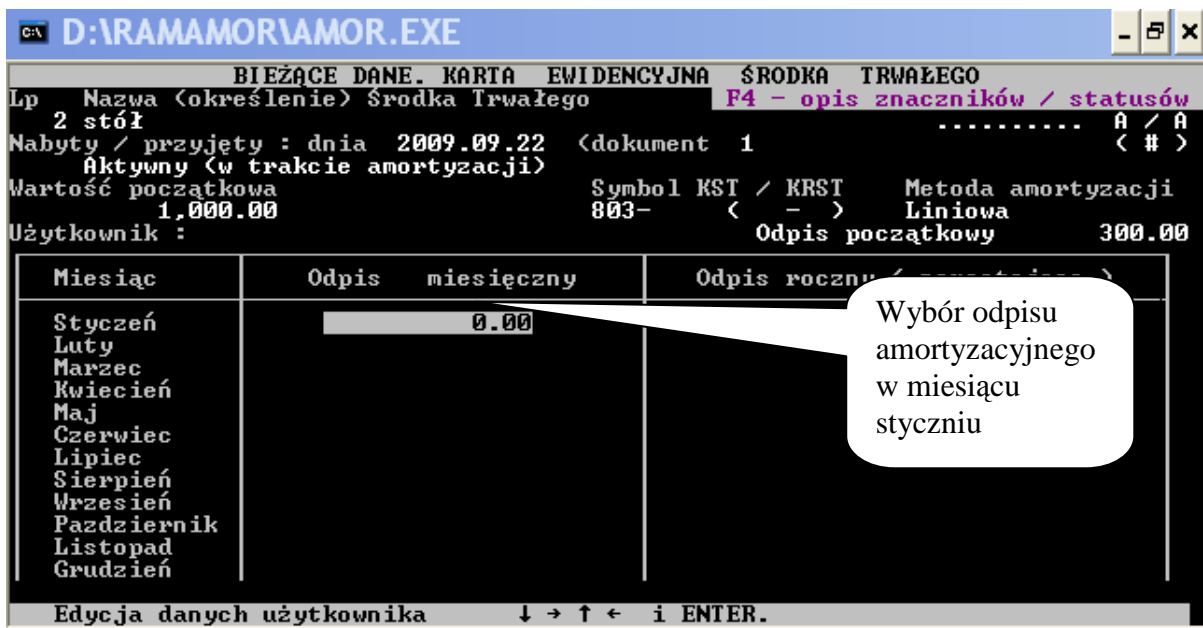 D:\RAMAMOR\AMOR.EXE
BIEŻĄCE DANE. KARTA EWIDENCYJNA ŚRODKA TRWAŁEGO
Lp Nazwa (określenie) Środka Trwałego F4 - opis znaczników / statusów
2 stół .......... A / A
Nabyty / przyjęty : dnia 2009.09.22 (dokument 1 ( # )
Aktywny (w trakcie amortyzacji)
Wartość początkowa Symbol KST / KRST Metoda amortyzacji
1,000.00 803- ( - ) Liniowa
Użytkownik : Odpis początkowy 300.00
Miesiąc Odpis miesięczny Odpis roczny (
Styczeń 0.00
Luty
Marzec
Kwiecień
Maj
Czerwiec
Lipiec
Sierpień
Wrzesień
Pazdziernik
Listopad
Grudzień
Wybór odpisu
amortyzacyjnego
w miesiącu
styczniu
Edycja danych użytkownika ↓ → ↑ ← i ENTER.